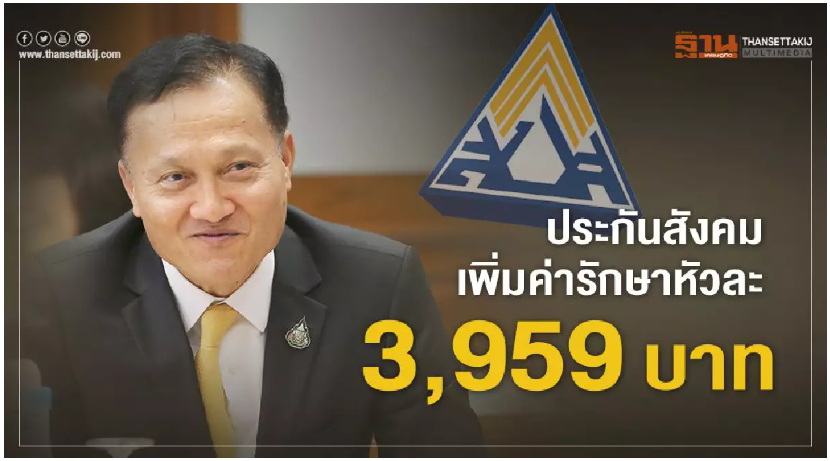 www.thansettakij.com
ฐาน
THANSETTAKIJ
MULTIMEDIA
ประกันสังคม
เพิ่มค่ารักษาหัวละ
3,959 บาท